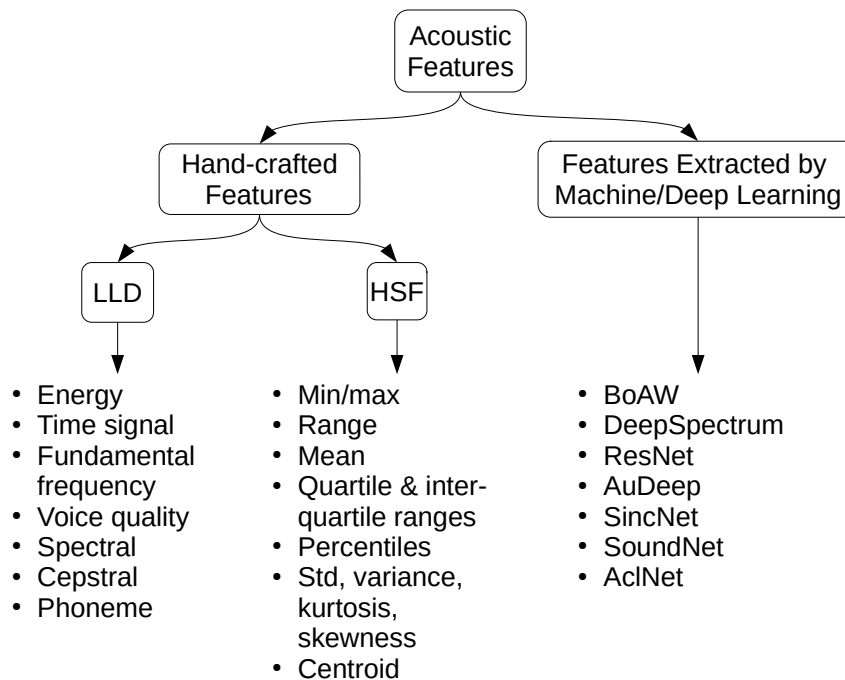 Acoustic
Features
Hand-crafted
Features
Features Extracted by
Machine/Deep Learning
LLD
HSF
• Energy
• Time signal
• Fundamental
frequency
• Voice quality
• Spectral
• Cepstral
• Phoneme
• Min/max
• Range
• Mean
• Quartile & inter-
quartile ranges
• Percentiles
• Std, variance,
kurtosis,
skewness
• Centroid
• BoAW
• DeepSpectrum
• ResNet
• AuDeep
• SincNet
• SoundNet
• AclNet